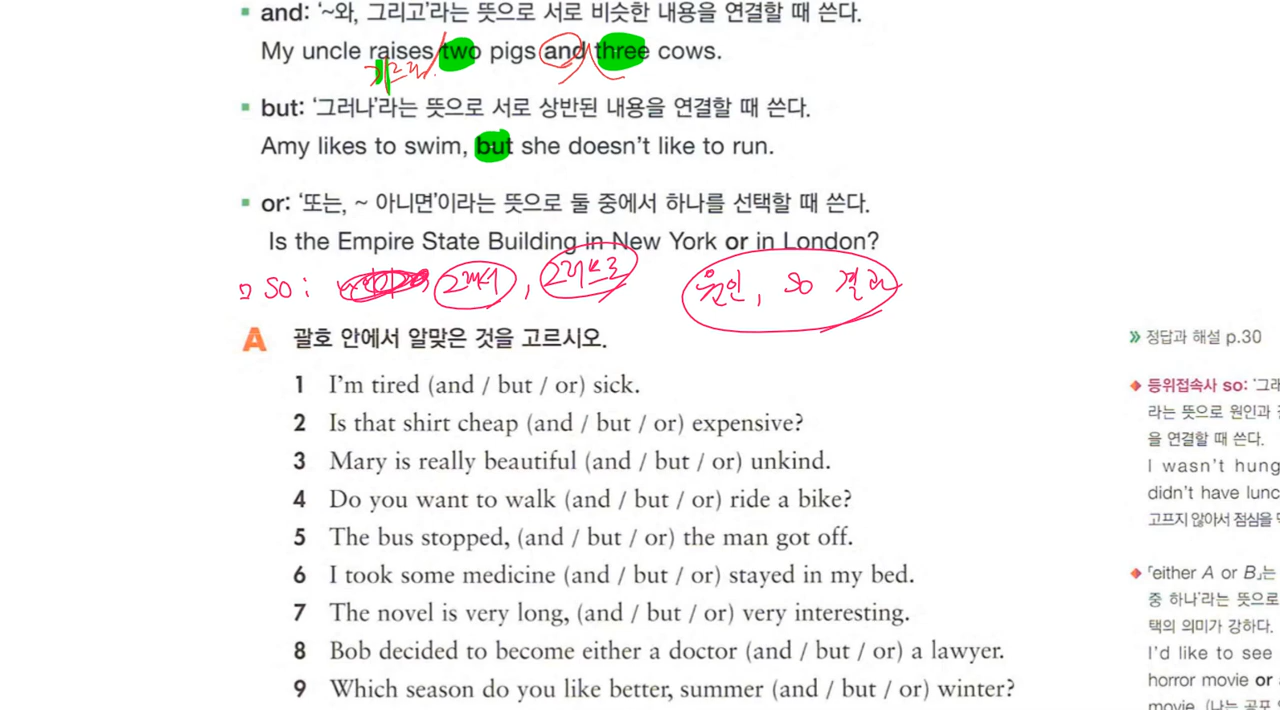 ▪ and: '~와, 그리고'라는 뜻으로 서로 비슷한 내용을 연결할 때 쓴다.
My uncle raises two pigs and three cows.
▪ but: '그러나'라는 뜻으로 서로 상반된 내용을 연결할 때 쓴다.
Amy likes to swim, but she doesn't like to run.
▪ or: '또는, ~ 아니면'이라는 뜻으로 둘 중에서 하나를 선택할 때 쓴다.
Is the Empire State Building in New York or in London?
so : 그래서, 그러므로 원인, so 결과
A 괄호 안에서 알맞은 것을 고르시오.
1 I'm tired (and / but / or) sick.
2 Is that shirt cheap (and / but / or) expensive?
3 Mary is really beautiful (and / but / or) unkind.
4 Do you want to walk (and / but / or) ride a bike?
5 The bus stopped, (and / but / or) the man got off.
6 I took some medicine (and / but / or) stayed in my bed.
7 The novel is very long, (and / but / or) very interesting.
8 Bob decided to become either a doctor (and / but / or) a lawyer.
9 Which season do you like better, summer (and / but / or) winter?
» 정답과 해설 p.30
◆ 등위접속사 so: '그래
라는 뜻으로 원인과
을 연결할 때 쓴다.
I wasn't hung
didn't have lunc
고프지 않아서 점심을
◆ 「either A or B」는
중 하나'라는 뜻으로
택의 의미가 강하다.
I'd like to see
horror movie or
movie. (나는 공포